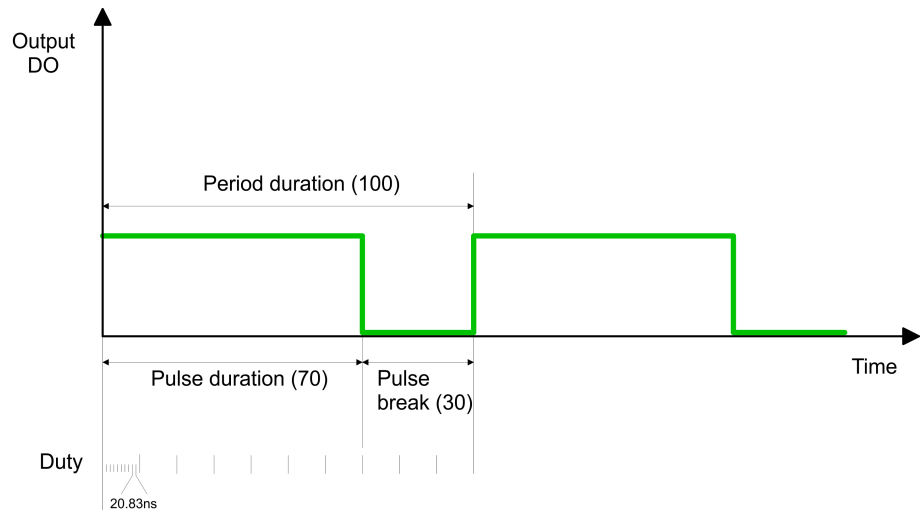 Output
DO
Period duration (100)
Time
Pulse duration (70)
Pulse
break (30)
Duty
20.83ns